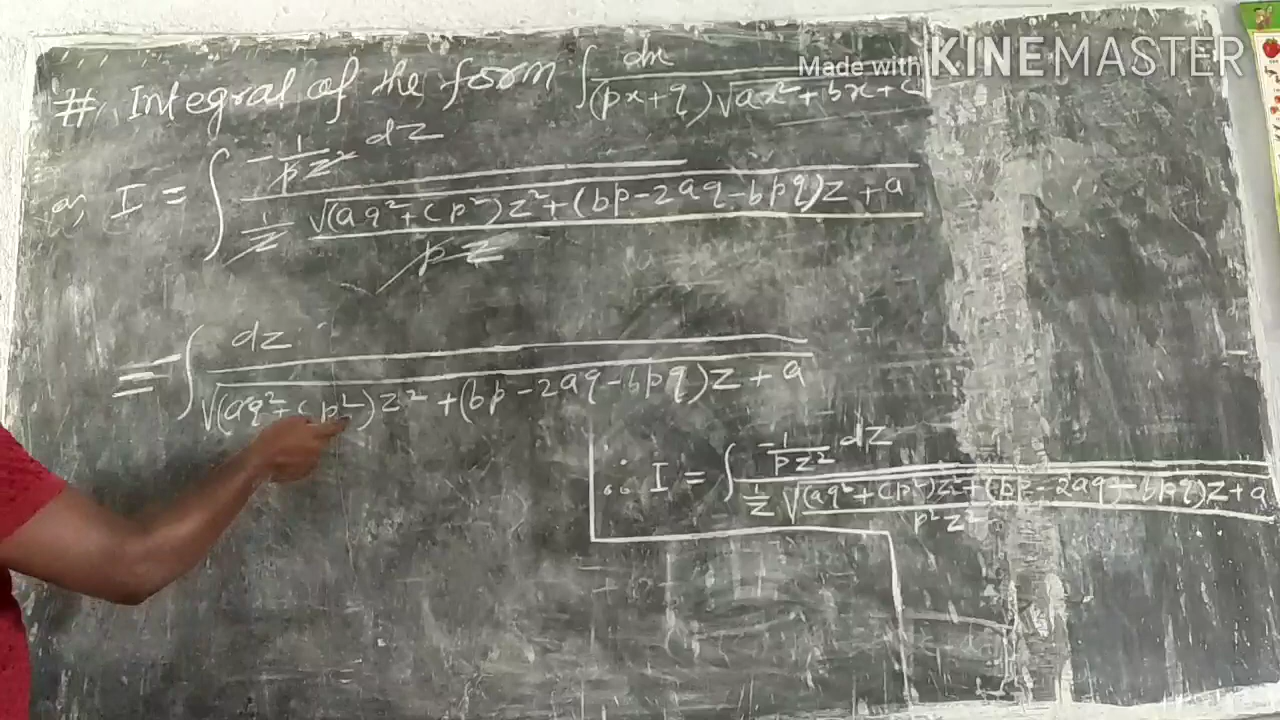 # Integral of the form ∫ dx / (px+q)√ax²+bx+c
Made with KINEMASTER
or, I = ∫ -1/pz² dz / 1/z √(aq²+cp²)z²+(bp-2aq-bpq)z+a / pz
= ∫ dz / √(aq²+cp²)z²+(bp-2aq-bpq)z+a
∴ I = ∫ -1/pz² dz / 1/z √(aq²+cp²)z²+(bp-2aq-bpq)z+a / p²z²